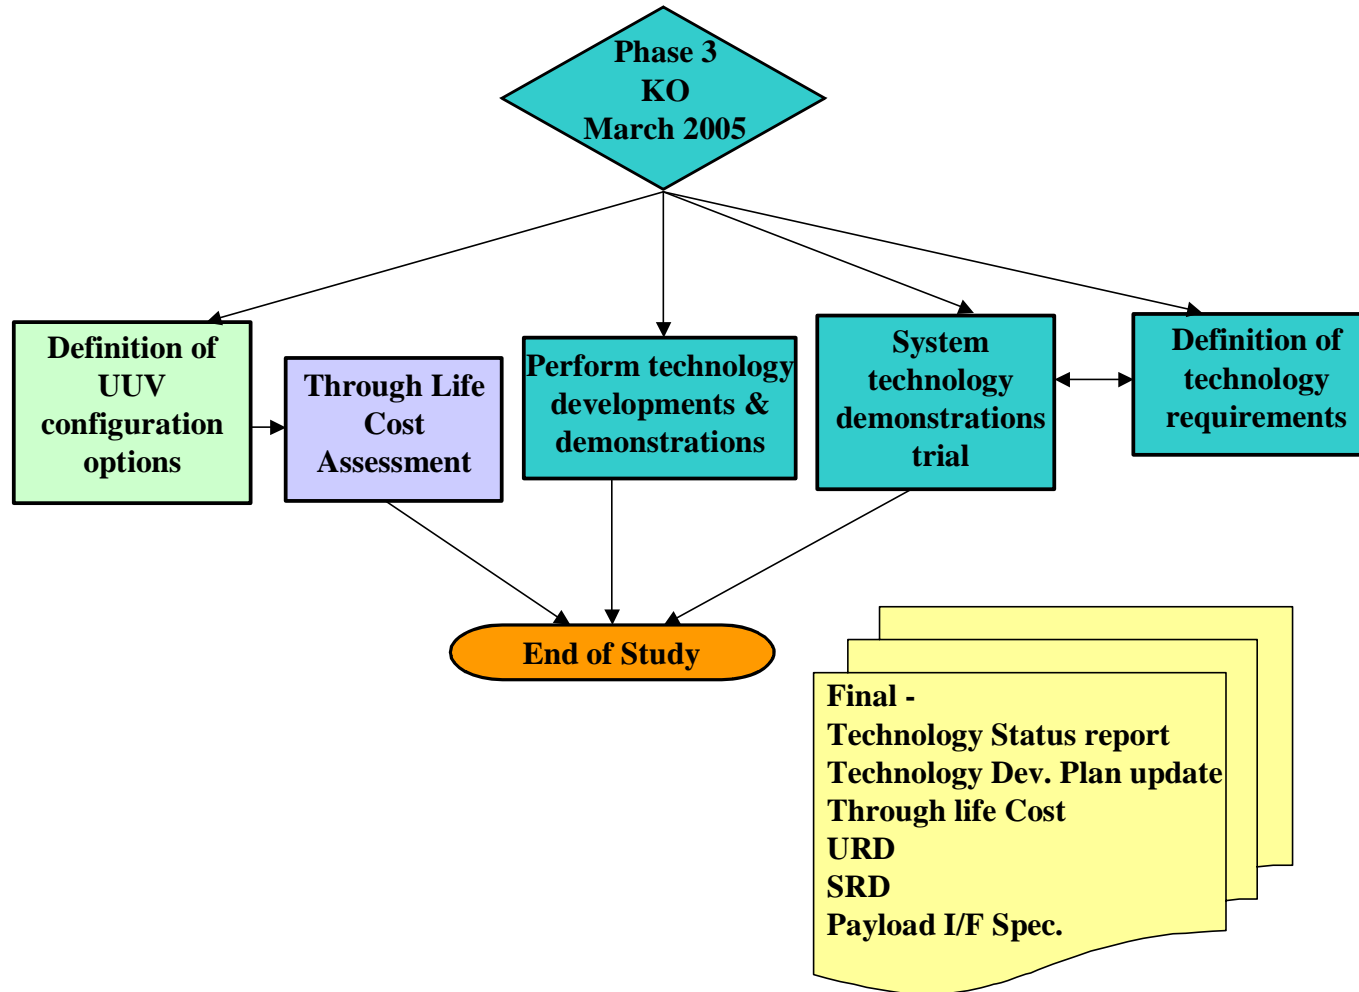 Phase 3
KO
March 2005
Definition of
UUV
configuration
options
Through Life
Cost
Assessment
Perform technology
developments &
demonstrations
System
technology
demonstrations
trial
Definition of
technology
requirements
End of Study
Final -
Technology Status report
Technology Dev. Plan update
Through life Cost
URD
SRD
Payload I/F Spec.